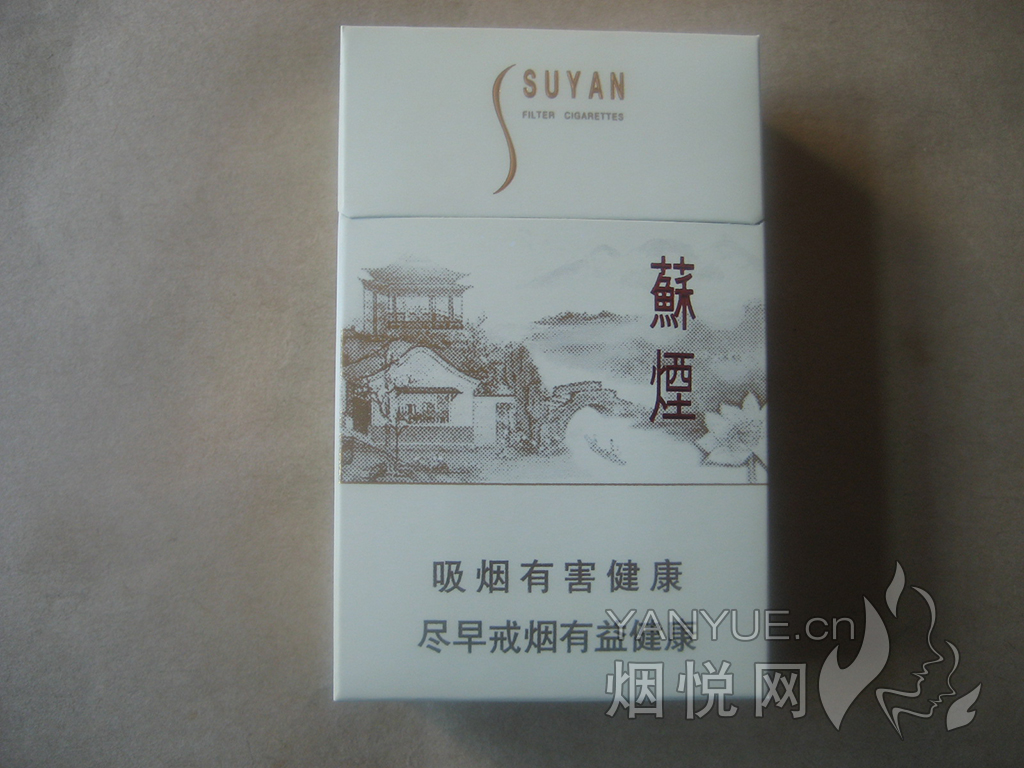 SUYAN
FILTER CIGARETTES
蘇
煙
吸烟有害健康
尽早戒烟有益健康
YANYUE.cn
烟悦网